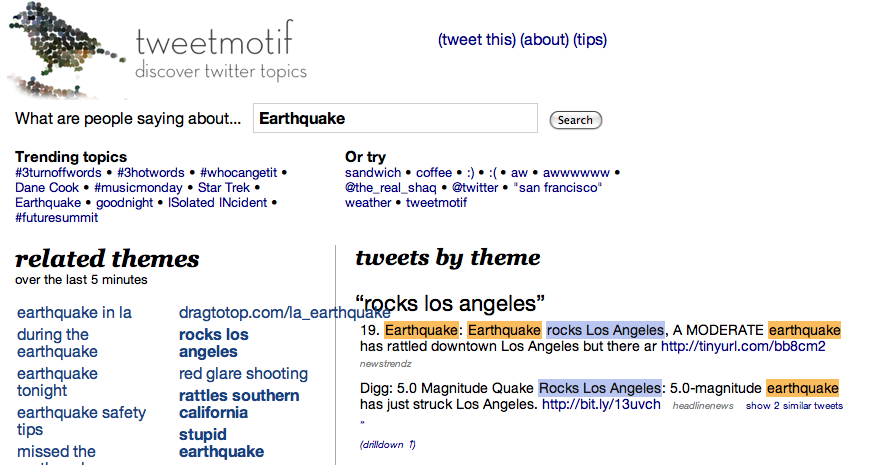 tweetmotif
discover twitter topics
(tweet this) (about) (tips)
What are people saying about... Earthquake Search
Trending topics
#3turnoffwords • #3hotwords • #whocangetit •
Dane Cook • #musicmonday • Star Trek •
Earthquake • goodnight • ISolated INcident •
#futuresummit
Or try
sandwich • coffee • :) • :( • aw • awwwwww •
@the_real_shaq • @twitter • "san francisco"
weather • tweetmotif
related themes
over the last 5 minutes
earthquake in la
during the
earthquake
earthquake
tonight
earthquake safety
tips
missed the
dragtotop.com/la_earthquake
rocks los
angeles
red glare shooting
rattles southern
california
stupid
earthquake
tweets by theme
“rocks los angeles”
19. Earthquake: Earthquake rocks Los Angeles, A MODERATE earthquake
has rattled downtown Los Angeles but there ar http://tinyurl.com/bb8cm2
newstrendz
Digg: 5.0 Magnitude Quake Rocks Los Angeles: 5.0-magnitude earthquake
has just struck Los Angeles. http://bit.ly/13uvch headlinenews show 2 similar tweets
»
(drilldown ↑)